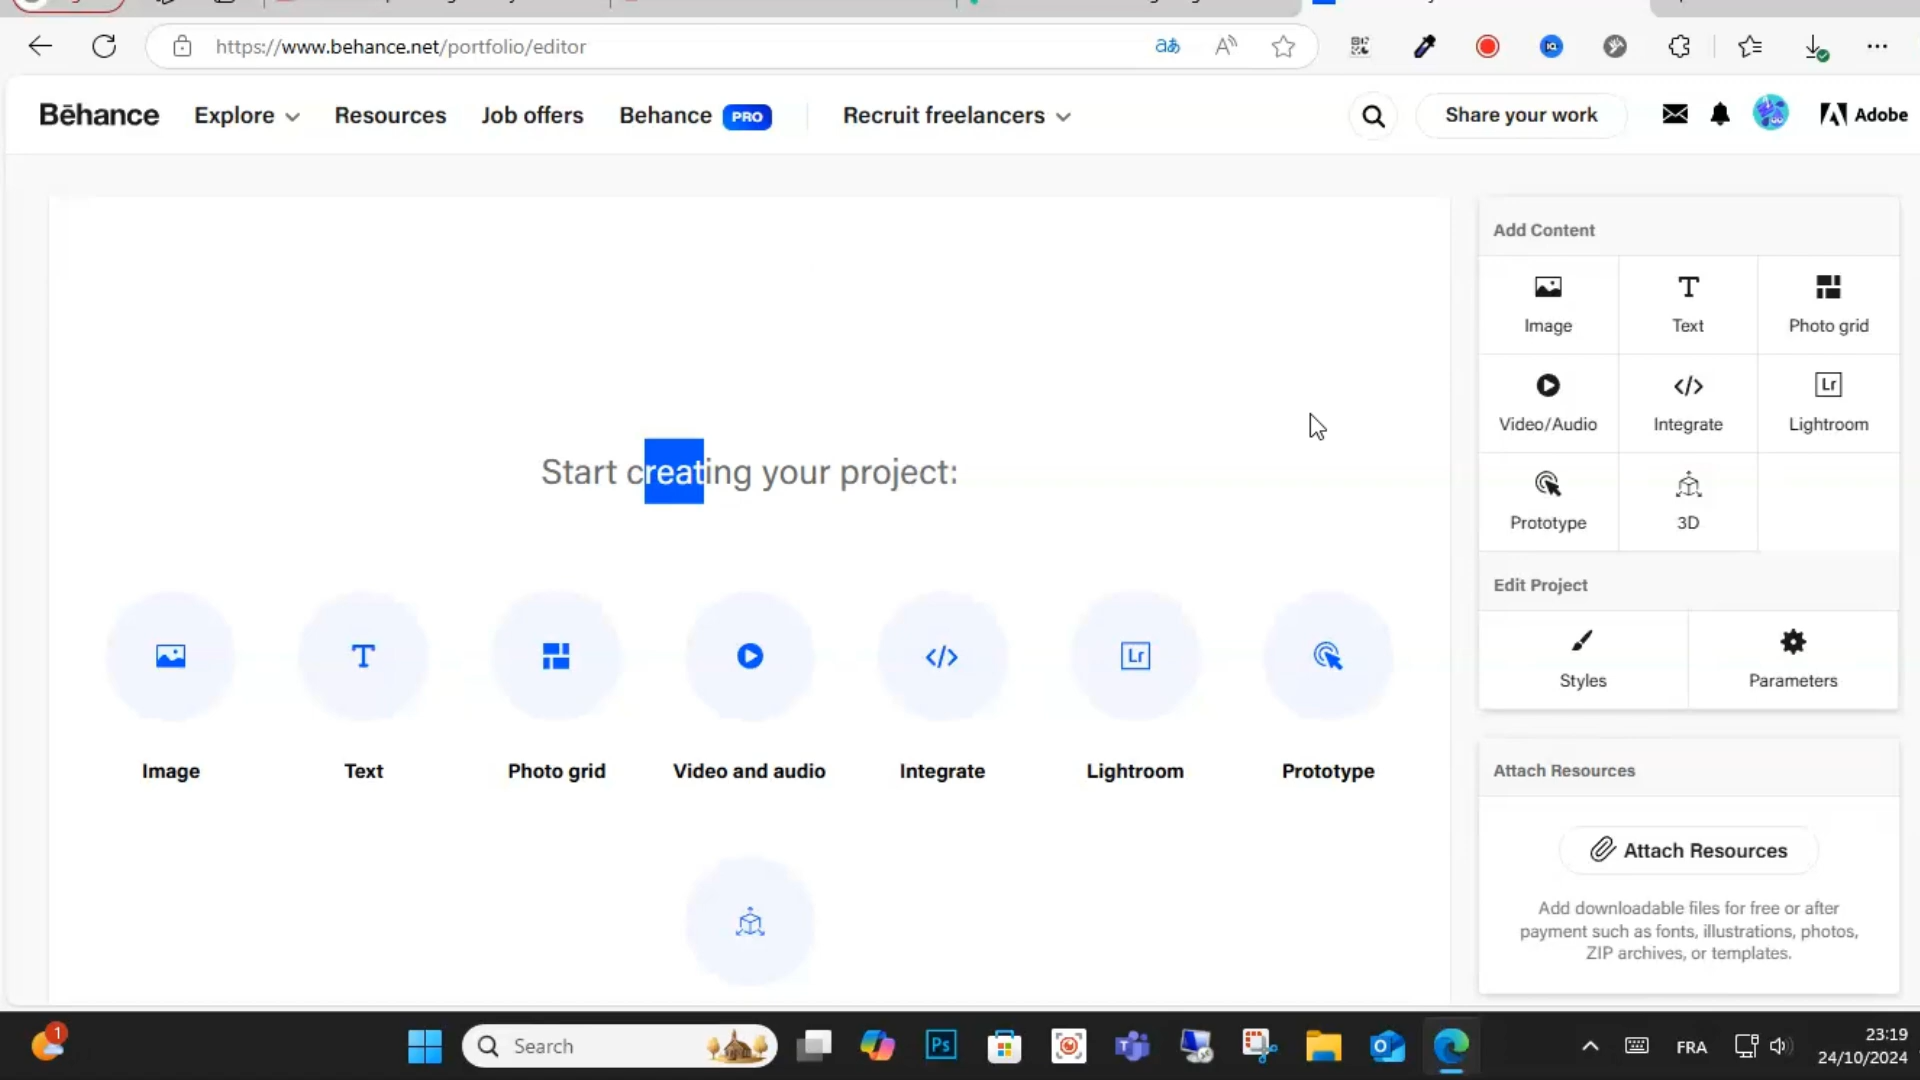 https://www.behance.net/portfolio/editor
Bēhance
Explore
Resources
Job offers
Behance PRO
Recruit freelancers
Share your work
Adobe
Start creating your project:
Image
Text
Photo grid
Video and audio
Integrate
Lightroom
Prototype
Add Content
Image
Text
Photo grid
Video/Audio
Integrate
Lr
Lightroom
Prototype
3D
Edit Project
Styles
Parameters
Attach Resources
Attach Resources
Add downloadable files for free or after
payment such as fonts, illustrations, photos,
ZIP archives, or templates.
1
Search
Ps
FRA
23:19
24/10/2024